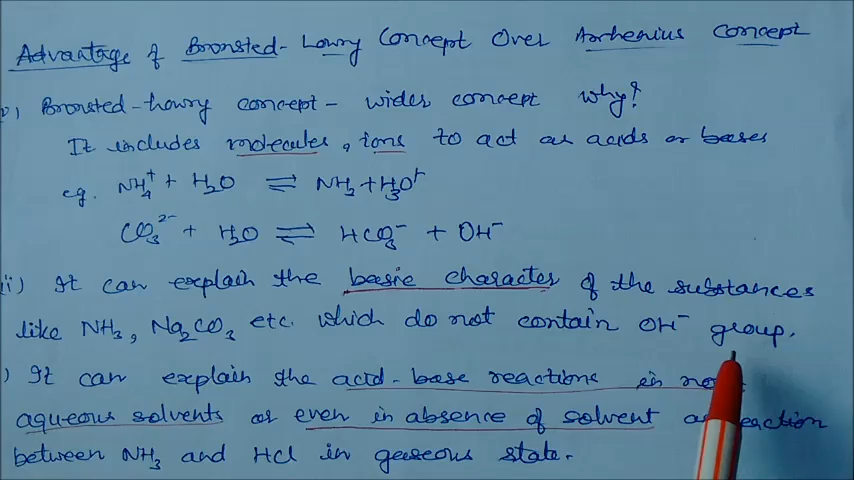 Advantage of Bronsted-Lowry Concept Over Arrhenius Concept
i) Bronsted-Lowry concept - wider concept why?
It includes molecules, ions to act as acids or bases
eg. NH₄⁺ + H₂O ⇌ NH₃ + H₃O⁺
CO₃²⁻ + H₂O ⇌ HCO₃⁻ + OH⁻
ii) It can explain the basic character of the substances
like NH₃, Na₂CO₃ etc. which do not contain OH⁻ group.
) It can explain the acid-base reactions in
aqueous solvents or even in absence of solvent
between NH₃ and HCl in gaseous state.